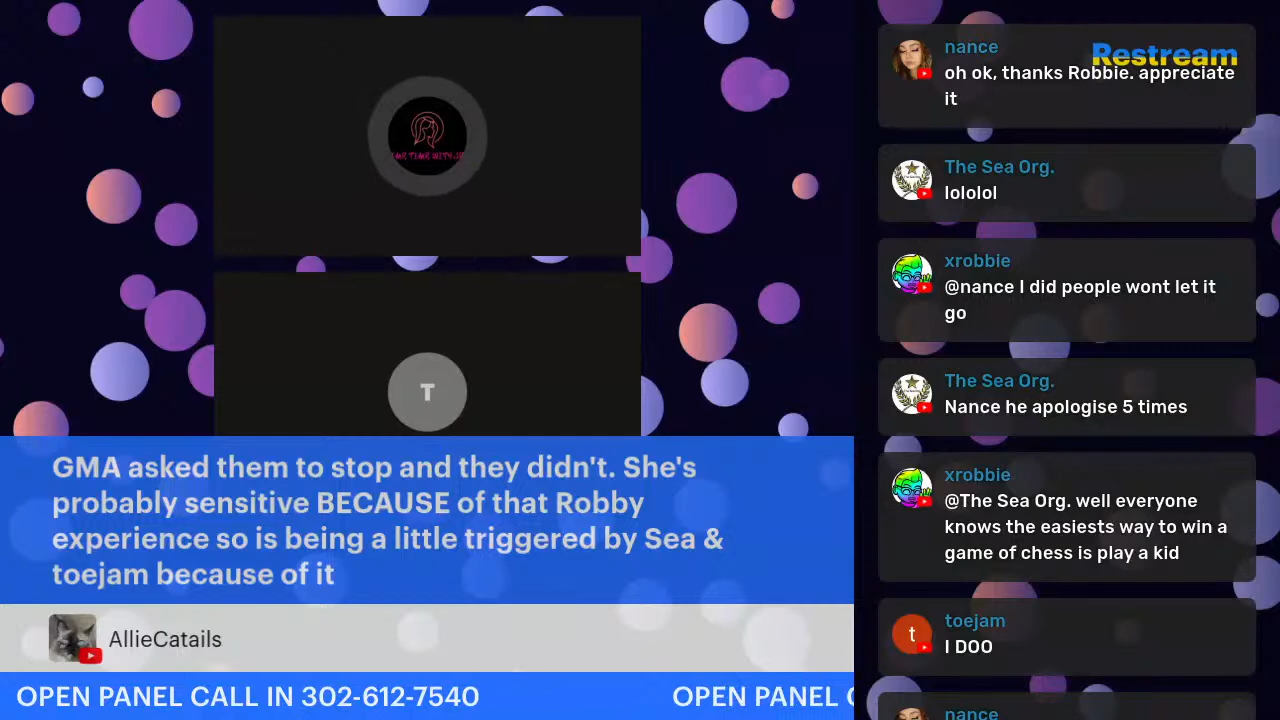 nance
Restream
oh ok, thanks Robbie. appreciate
it
The Sea Org.
lololol
xrobbie
@nance I did people wont let it
go
The Sea Org.
Nance he apologise 5 times
xrobbie
@The Sea Org. well everyone
knows the easiests way to win a
game of chess is play a kid
toejam
t
I DOO
nance
T
GMA asked them to stop and they didn't. She's
probably sensitive BECAUSE of that Robby
experience so is being a little triggered by Sea &
toejam because of it
AllieCatails
OPEN PANEL CALL IN 302-612-7540
OPEN PANEL